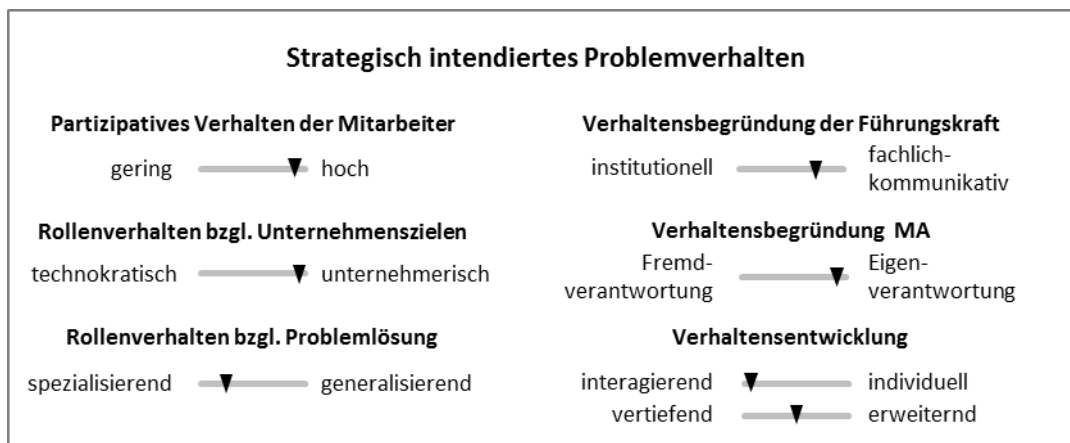 Strategisch intendiertes Problemverhalten
Partizipatives Verhalten der Mitarbeiter
gering hoch
Rollenverhalten bzgl. Unternehmenszielen
technokratisch unternehmerisch
Rollenverhalten bzgl. Problemlösung
spezialisierend generalisierend
Verhaltensbegründung der Führungskraft
institutionell fachlich-
kommunikativ
Verhaltensbegründung MA
Fremd- Eigen-
verantwortung verantwortung
Verhaltensentwicklung
interagierend individuell
vertiefend erweiternd